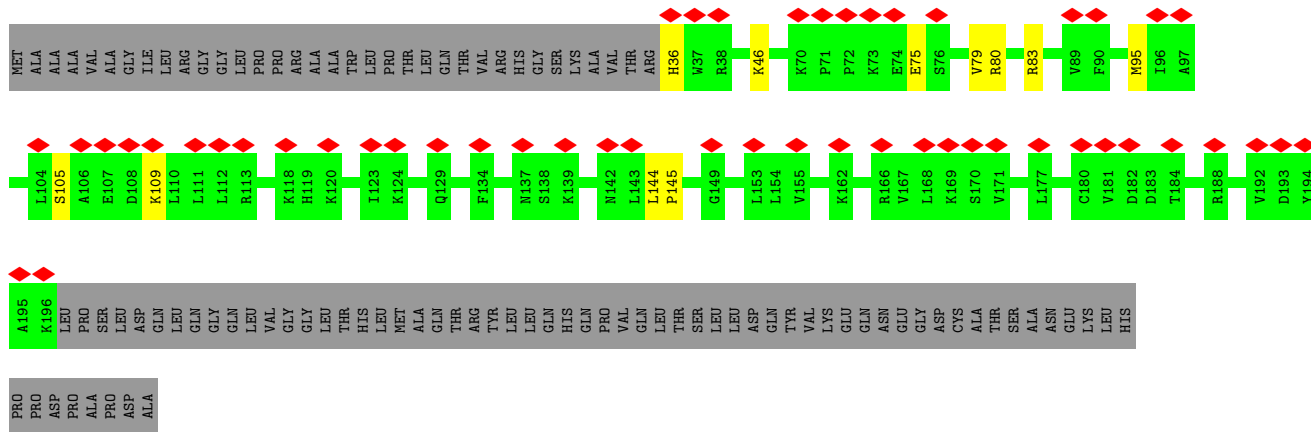 MET ALA ALA ALA VAL ALA GLY ILE LEU ARG GLY GLY LEU PRO PRO ARG ALA ALA TRP LEU PRO THR LEU GLN THR VAL ARG HIS GLY SER LYS ALA VAL THR ARG H36 W37 R38 K46 K70 P71 P72 K73 E74 E75 S76 V79 R80 R83 V89 F90 M95 I96 A97
L104 S105 A106 E107 D108 K109 L110 L111 L112 R113 K118 H119 K120 I123 K124 Q129 F134 N137 S138 K139 N142 L143 L144 P145 G149 L153 L154 V155 K162 R166 V167 L168 K169 S170 V171 L177 C180 V181 D182 D183 T184 R188 V192 D193 Y194
A195 K196 LEU PRO SER LEU ASP GLN LEU GLN GLY GLN LEU VAL GLY GLY LEU THR HIS LEU MET ALA GLN THR ARG TYR LEU LEU GLN HIS GLN PRO VAL GLN LEU THR SER LEU LEU ASP GLN TYR VAL LYS GLU GLN ASN GLU GLY ASP CYS ALA THR SER ALA ASN GLU LYS LEU HIS
PRO PRO ASP PRO ALA PRO ASP ALA